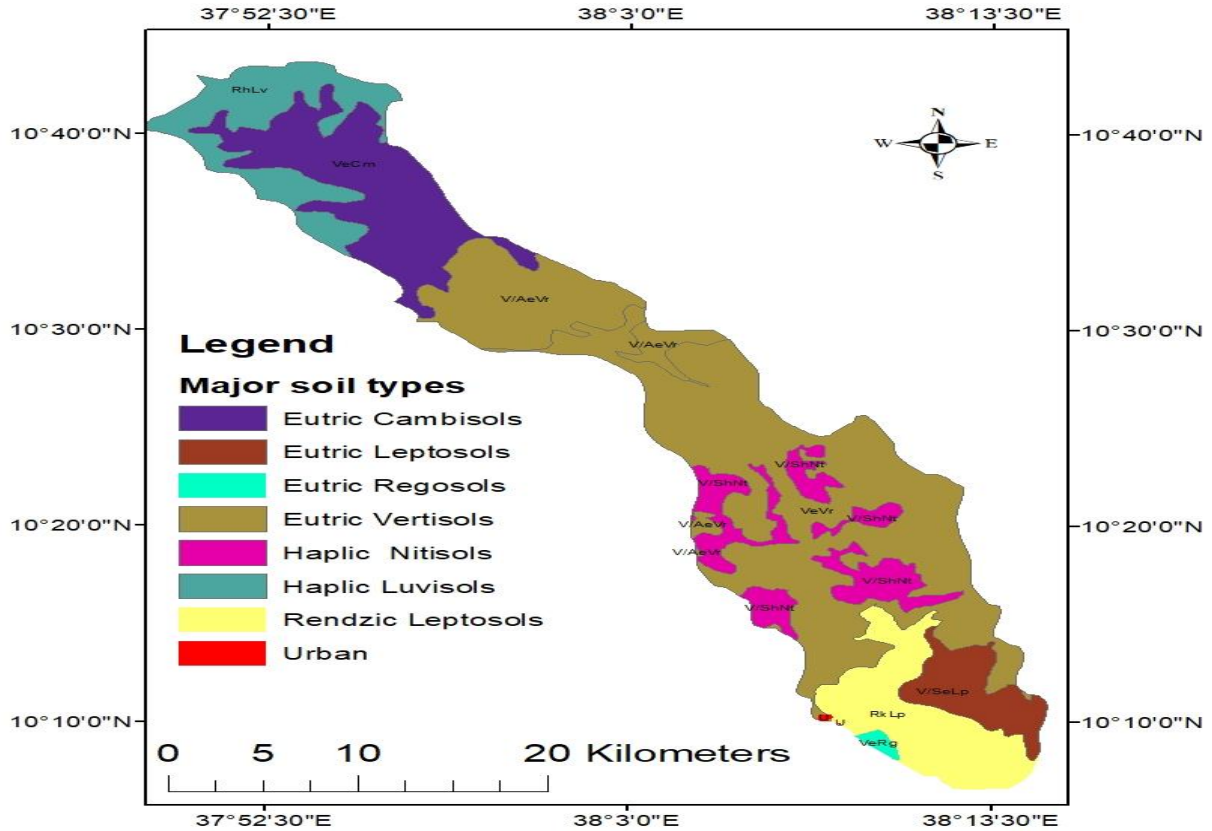 37°52'30"E 38°3'0"E 38°13'30"E
RhLv
N
10°40'0"N 10°40'0"N
W E
VeCm
S
V/AeVr
10°30'0"N 10°30'0"N
V/AeVr
Legend
Major soil types
Eutric Cambisols
Eutric Leptosols
Eutric Regosols
Eutric Vertisols
Haplic Nitisols
Haplic Luvisols
Rendzic Leptosols
Urban
V/ShNt
V/ShNt
VeVr
V/ShNt
V/AeVr
10°20'0"N 10°20'0"N
V/AeVr
V/ShNt
V/ShNt
V/SeLp
RkLp
U U
10°10'0"N 10°10'0"N
VeRg
0 5 10 20 Kilometers
37°52'30"E 38°3'0"E 38°13'30"E